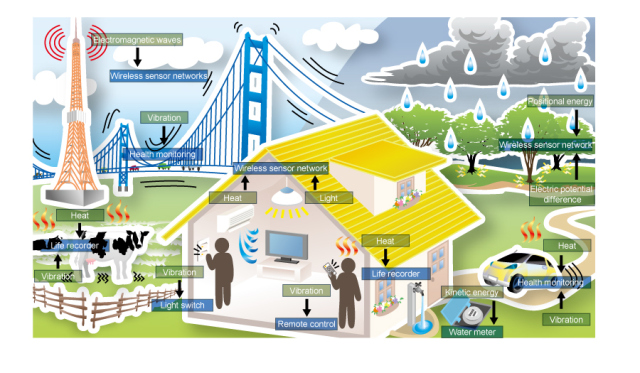 Electromagnetic waves
Wireless sensor networks
Vibration
Health monitoring
Positional energy
Wireless sensor network
Electric potential
difference
Wireless sensor network
Heat
Light
Heat
Life recorder
Vibration
Vibration
Light switch
Heat
Life recorder
Vibration
Remote control
Heat
Health monitoring
Vibration
Kinetic energy
Water meter